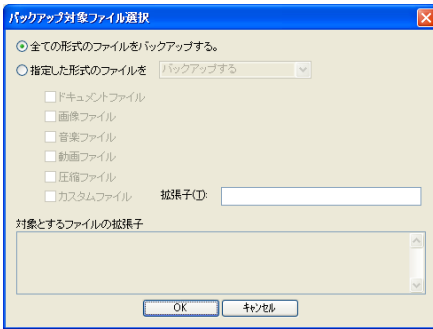 バックアップ対象ファイル選択
全ての形式のファイルをバックアップする。
指定した形式のファイルを バックアップする
ドキュメントファイル
画像ファイル
音楽ファイル
動画ファイル
圧縮ファイル
カスタムファイル 拡張子(T):
対象とするファイルの拡張子
OK キャンセル